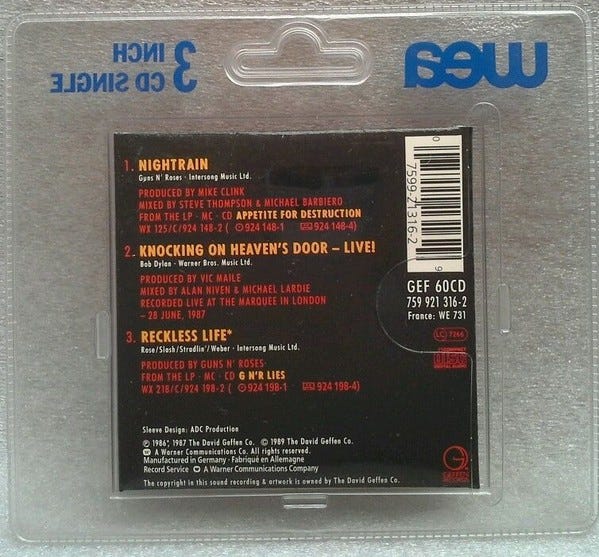 3 INCH
CD SINGLE
wea
1. NIGHTRAIN
Guns N' Roses · Intersong Music Ltd.
PRODUCED BY MIKE CLINK
MIXED BY STEVE THOMPSON & MICHAEL BARBIERO
FROM THE LP · MC · CD APPETITE FOR DESTRUCTION
WX 125/C/924 148-2 ( 924 148-1 924 148-4)
2. KNOCKING ON HEAVEN'S DOOR – LIVE!
Bob Dylan · Warner Bros. Music Ltd.
PRODUCED BY VIC MAILE
MIXED BY ALAN NIVEN & MICHAEL LARDIE
RECORDED LIVE AT THE MARQUEE IN LONDON
– 28 JUNE, 1987
3. RECKLESS LIFE*
Rose/Slash/Stradlin'/Weber · Intersong Music Ltd.
PRODUCED BY GUNS N' ROSES
FROM THE LP · MC · CD G N'R LIES
WX 218/C/924 198-2 ( 924 198-1 924 198-4)
0 7599-21316-2 9
GEF 60CD
759 921 316-2
France: WE 731
LC 7266
COMPACT
disc
DIGITAL AUDIO
Sleeve Design: ADC Production
℗ 1986*, 1987 The David Geffen Co. © 1989 The David Geffen Co.
A Warner Communications Co. All rights reserved.
Manufactured in Germany · Fabriqué en Allemagne
Record Service A Warner Communications Company
The copyright in this sound recording & artwork is owned by The David Geffen Co.
GEFFEN
RECORDS